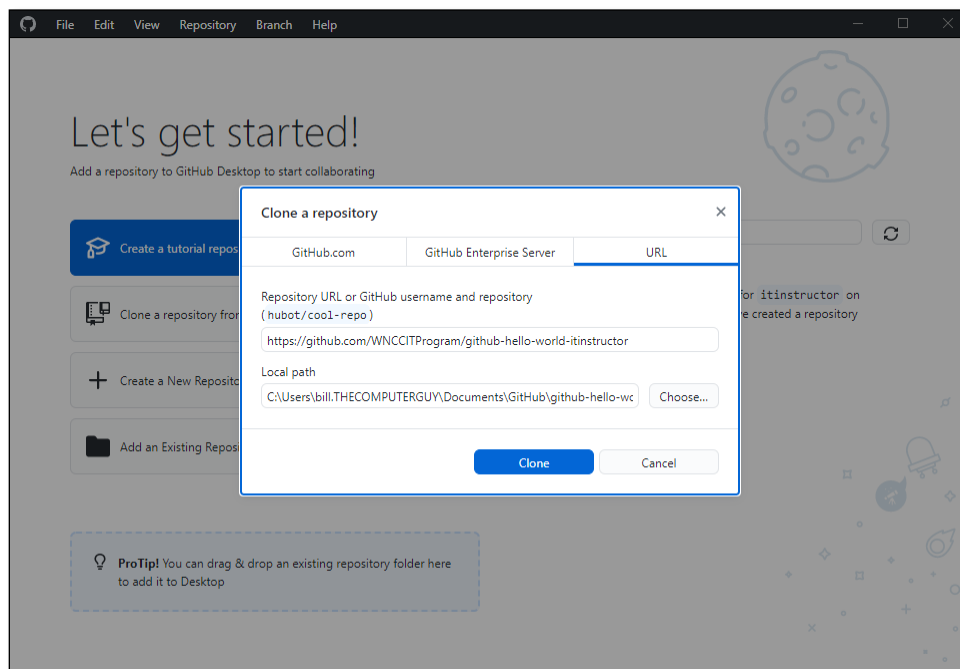 File Edit View Repository Branch Help
Let's get started!
Add a repository to GitHub Desktop to start collaborating
Create a tutorial repos
Clone a repository from
Create a New Reposito
Add an Existing Reposi
for itinstructor on
created a repository
Clone a repository
GitHub.com GitHub Enterprise Server URL
Repository URL or GitHub username and repository
(hubot/cool-repo)
https://github.com/WNCCITProgram/github-hello-world-itinstructor
Local path
C:\Users\bill.THECOMPUTERGUY\Documents\GitHub\github-hello-wc Choose...
Clone Cancel
ProTip! You can drag & drop an existing repository folder here
to add it to Desktop